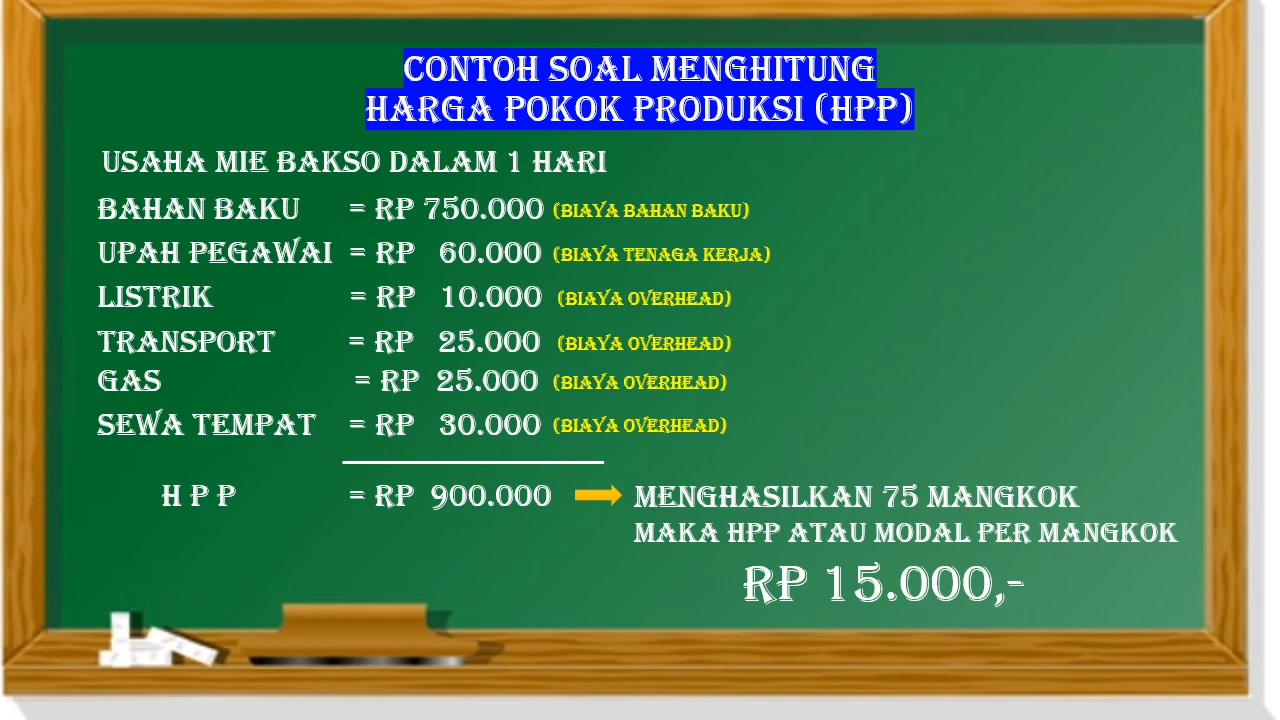 CONTOH SOAL MENGHITUNG
HARGA POKOK PRODUKSI (HPP)
USAHA MIE BAKSO DALAM 1 HARI
BAHAN BAKU = RP 750.000 (BIAYA BAHAN BAKU)
UPAH PEGAWAI = RP 60.000 (BIAYA TENAGA KERJA)
LISTRIK = RP 10.000 (BIAYA OVERHEAD)
TRANSPORT = RP 25.000 (BIAYA OVERHEAD)
GAS = RP 25.000 (BIAYA OVERHEAD)
SEWA TEMPAT = RP 30.000 (BIAYA OVERHEAD)
H P P = RP 900.000 MENGHASILKAN 75 MANGKOK
MAKA HPP ATAU MODAL PER MANGKOK
RP 15.000,-